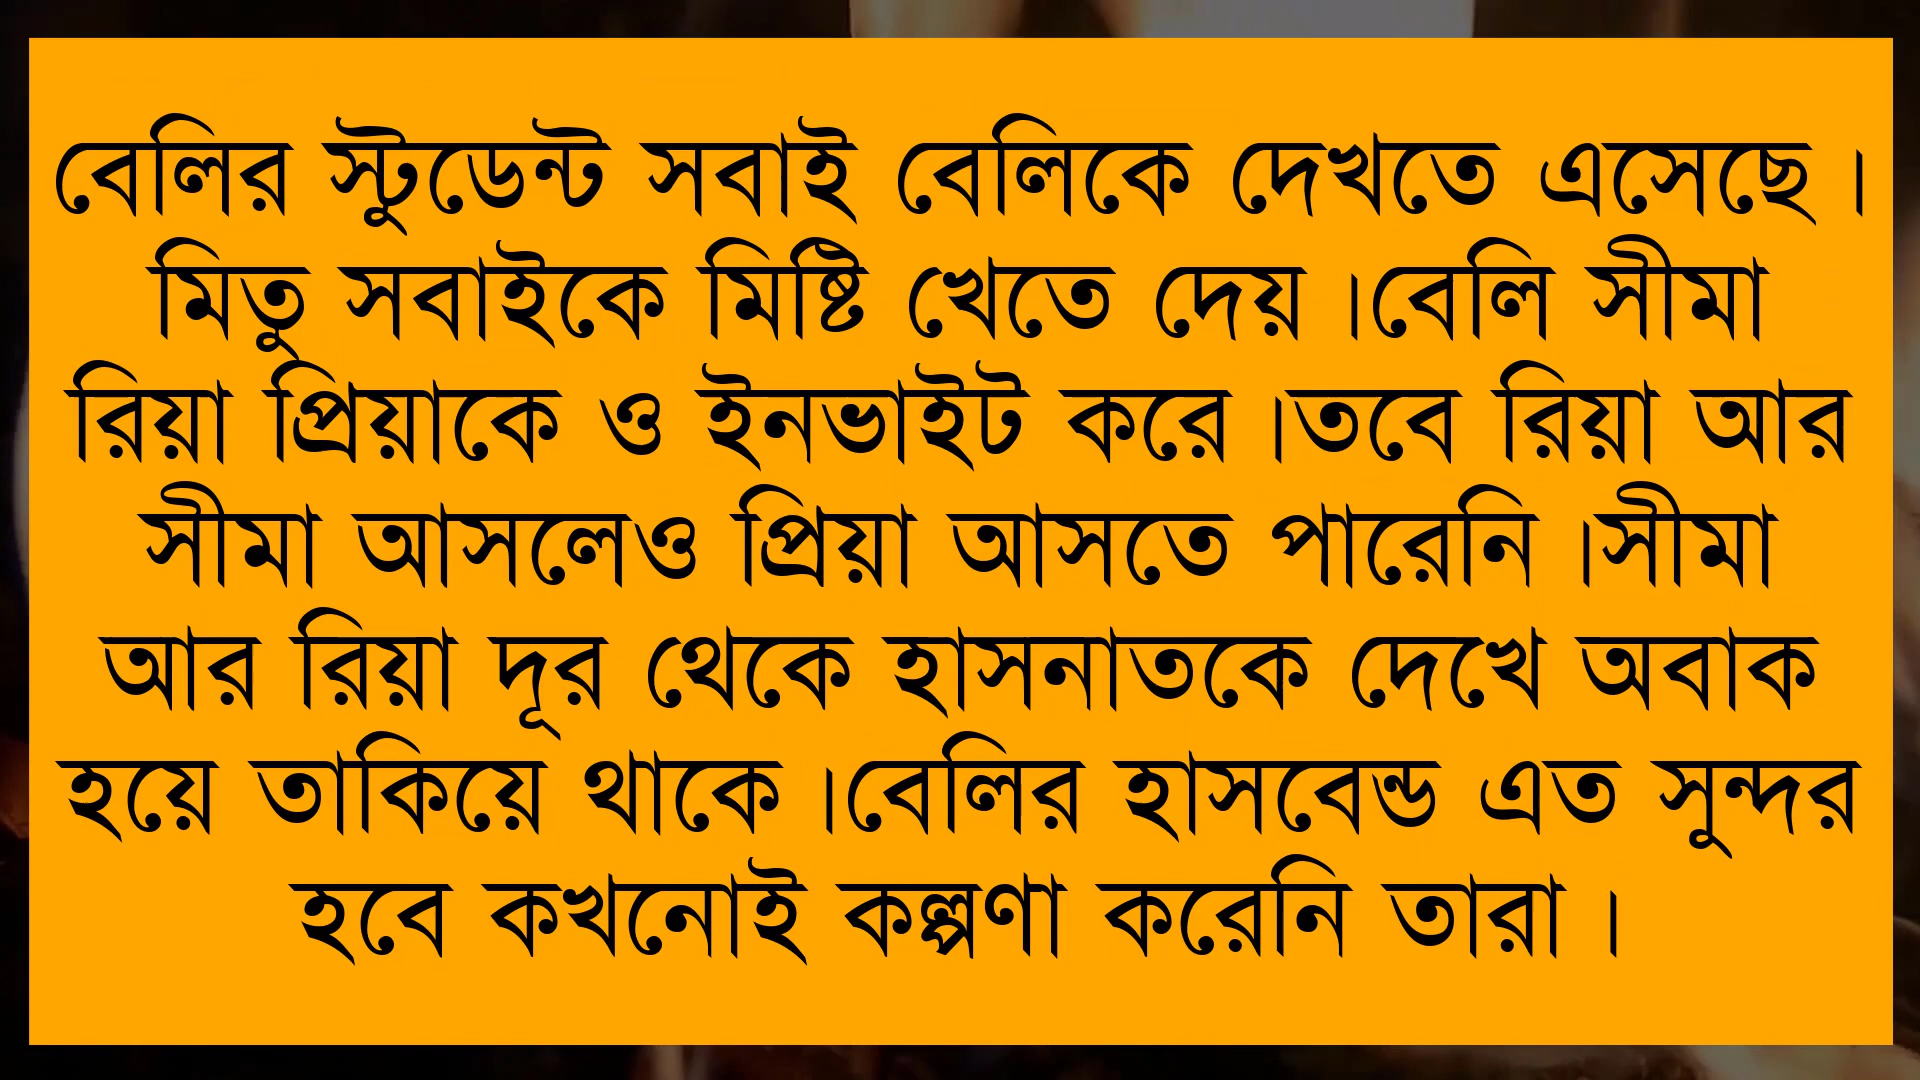 বেলির স্টুডেন্ট সবাই বেলিকে দেখতে এসেছে ।
মিতু সবাইকে মিষ্টি খেতে দেয় ।বেলি সীমা
রিয়া প্রিয়াকে ও ইনভাইট করে ।তবে রিয়া আর
সীমা আসলেও প্রিয়া আসতে পারেনি ।সীমা
আর রিয়া দূর থেকে হাসনাতকে দেখে অবাক
হয়ে তাকিয়ে থাকে ।বেলির হাসবেন্ড এত সুন্দর
হবে কখনোই কল্পণা করেনি তারা ।